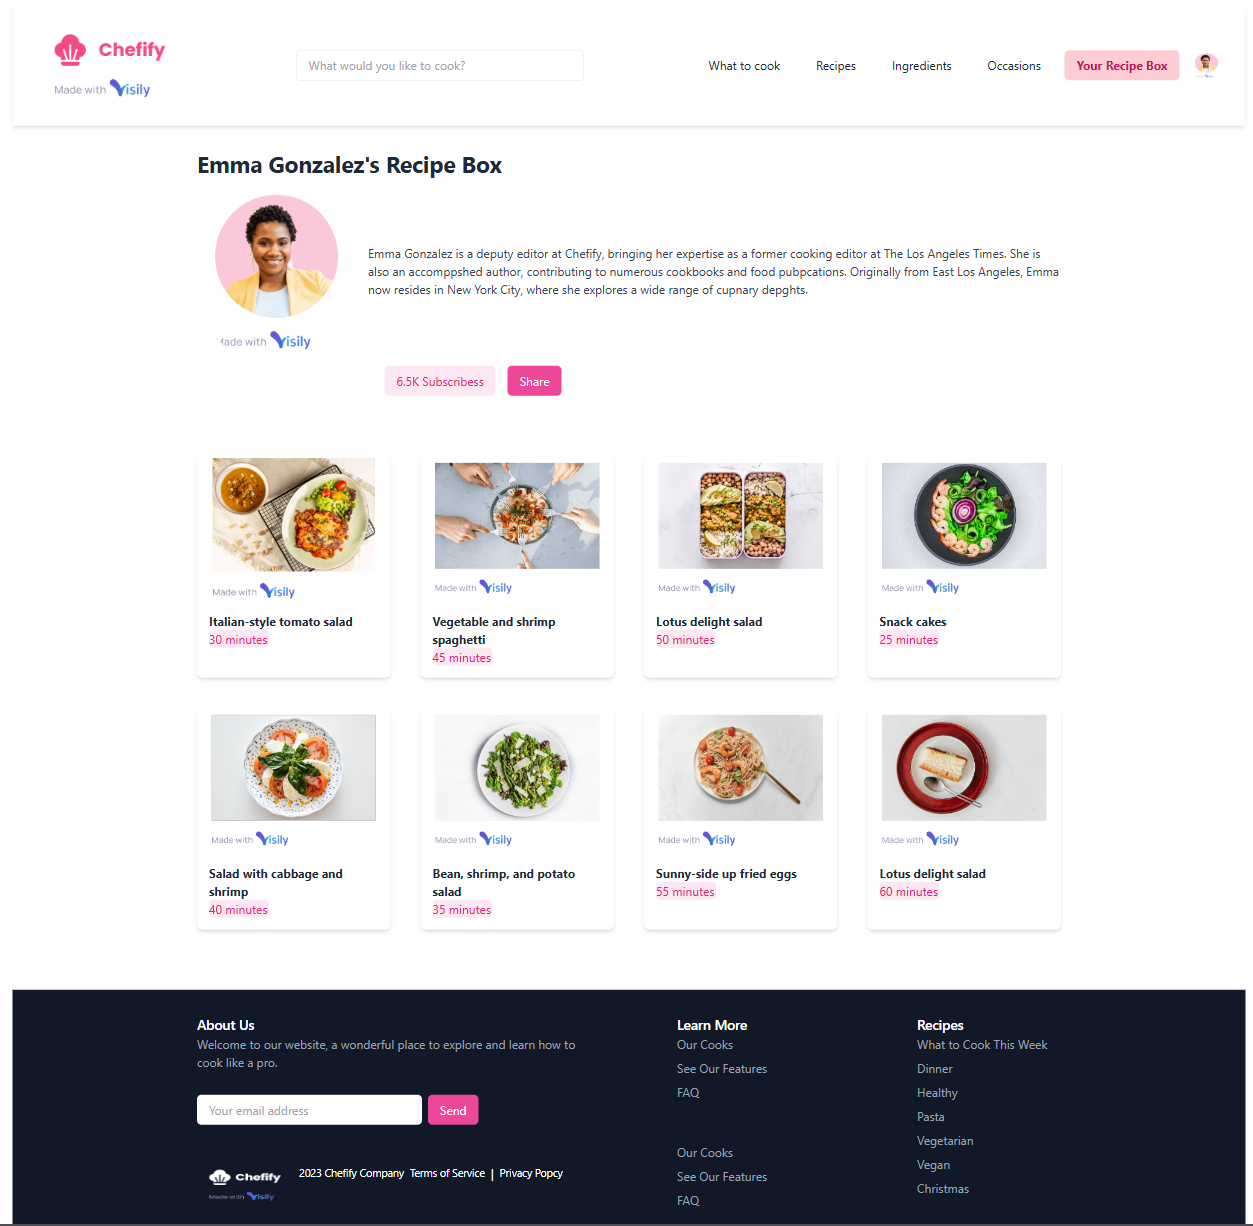 Chefify
Made with Visily
What would you like to cook?
What to cook
Recipes
Ingredients
Occasions
Your Recipe Box
Emma Gonzalez's Recipe Box
Emma Gonzalez is a deputy editor at Chefify, bringing her expertise as a former cooking editor at The Los Angeles Times. She is
also an accomppshed author, contributing to numerous cookbooks and food pubpcations. Originally from East Los Angeles, Emma
now resides in New York City, where she explores a wide range of cupnary depghts.
Made with Visily
6.5K Subscribess
Share
Made with Visily
Italian-style tomato salad
30 minutes
Made with Visily
Vegetable and shrimp
spaghetti
45 minutes
Made with Visily
Lotus delight salad
50 minutes
Made with Visily
Snack cakes
25 minutes
Made with Visily
Salad with cabbage and
shrimp
40 minutes
Made with Visily
Bean, shrimp, and potato
salad
35 minutes
Made with Visily
Sunny-side up fried eggs
55 minutes
Made with Visily
Lotus delight salad
60 minutes
About Us
Welcome to our website, a wonderful place to explore and learn how to
cook like a pro.
Your email address
Send
Chefify
Made with Visily
2023 Chefify Company Terms of Service | Privacy Popcy
Learn More
Our Cooks
See Our Features
FAQ
Our Cooks
See Our Features
FAQ
Recipes
What to Cook This Week
Dinner
Healthy
Pasta
Vegetarian
Vegan
Christmas